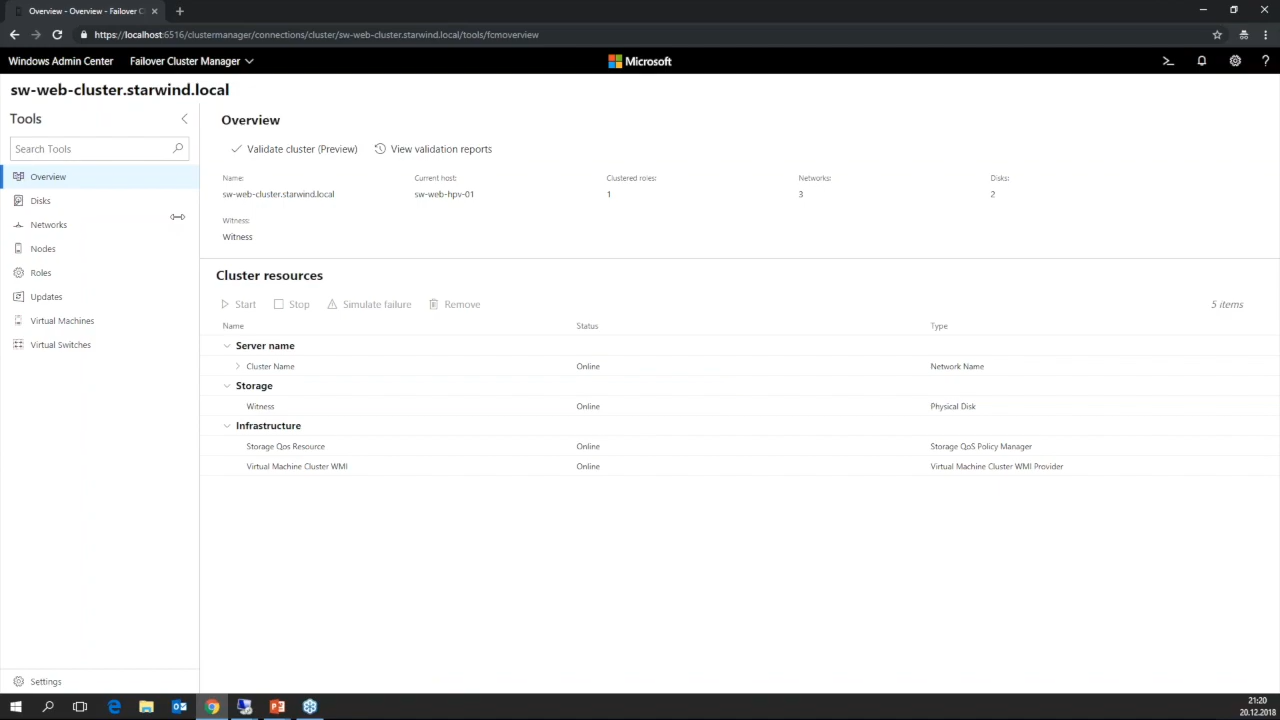 Overview - Overview - Failover C
https://localhost:6516/clustermanager/connections/cluster/sw-web-cluster.starwind.local/tools/fcmoverview
Windows Admin Center Failover Cluster Manager Microsoft
sw-web-cluster.starwind.local
Tools
Search Tools
Overview
Disks
Networks
Nodes
Roles
Updates
Virtual Machines
Virtual Switches
Settings
Overview
Validate cluster (Preview) View validation reports
Name: Current host: Clustered roles: Networks: Disks:
sw-web-cluster.starwind.local sw-web-hpv-01 1 3 2
Witness:
Witness
Cluster resources
Start Stop Simulate failure Remove 5 items
Name Status Type
Server name
Cluster Name Online Network Name
Storage
Witness Online Physical Disk
Infrastructure
Storage Qos Resource Online Storage QoS Policy Manager
Virtual Machine Cluster WMI Online Virtual Machine Cluster WMI Provider
21:20
20.12.2018